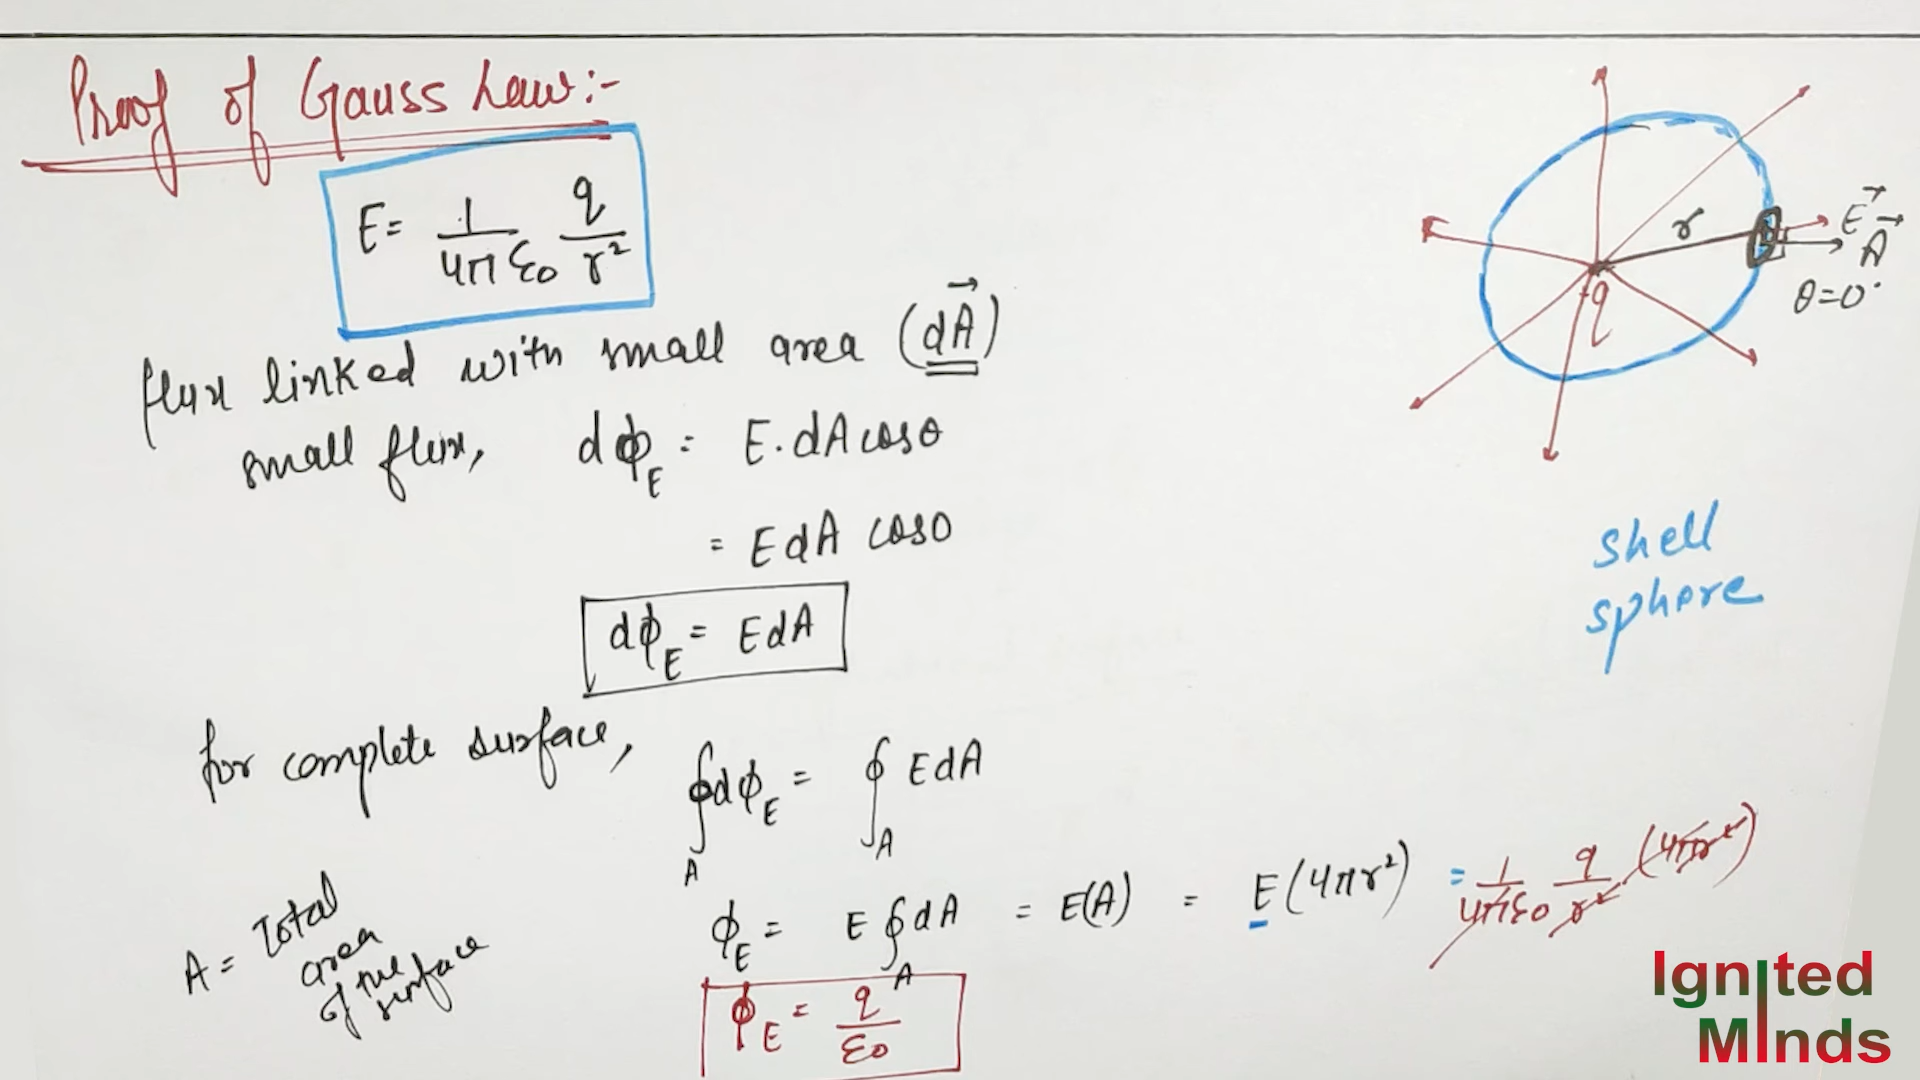 Proof of Gauss Law:-
E = 1/4πε₀ q/r²
flux linked with small area (dA⃗)
small flux, dϕ_E = E.dA cosθ
= EdA cos0
dϕ_E = EdA
for complete surface,
∮_A dϕ_E = ∮_A EdA
ϕ_E = E ∮_A dA = E(A) = E(4πr²) = 1/4πε₀ q/r² (4πr²)
A = Total
area
of the
surface
ϕ_E = q/ε₀
r
E⃗
A⃗
θ=0°
+q
shell
sphere
Ignited
Minds